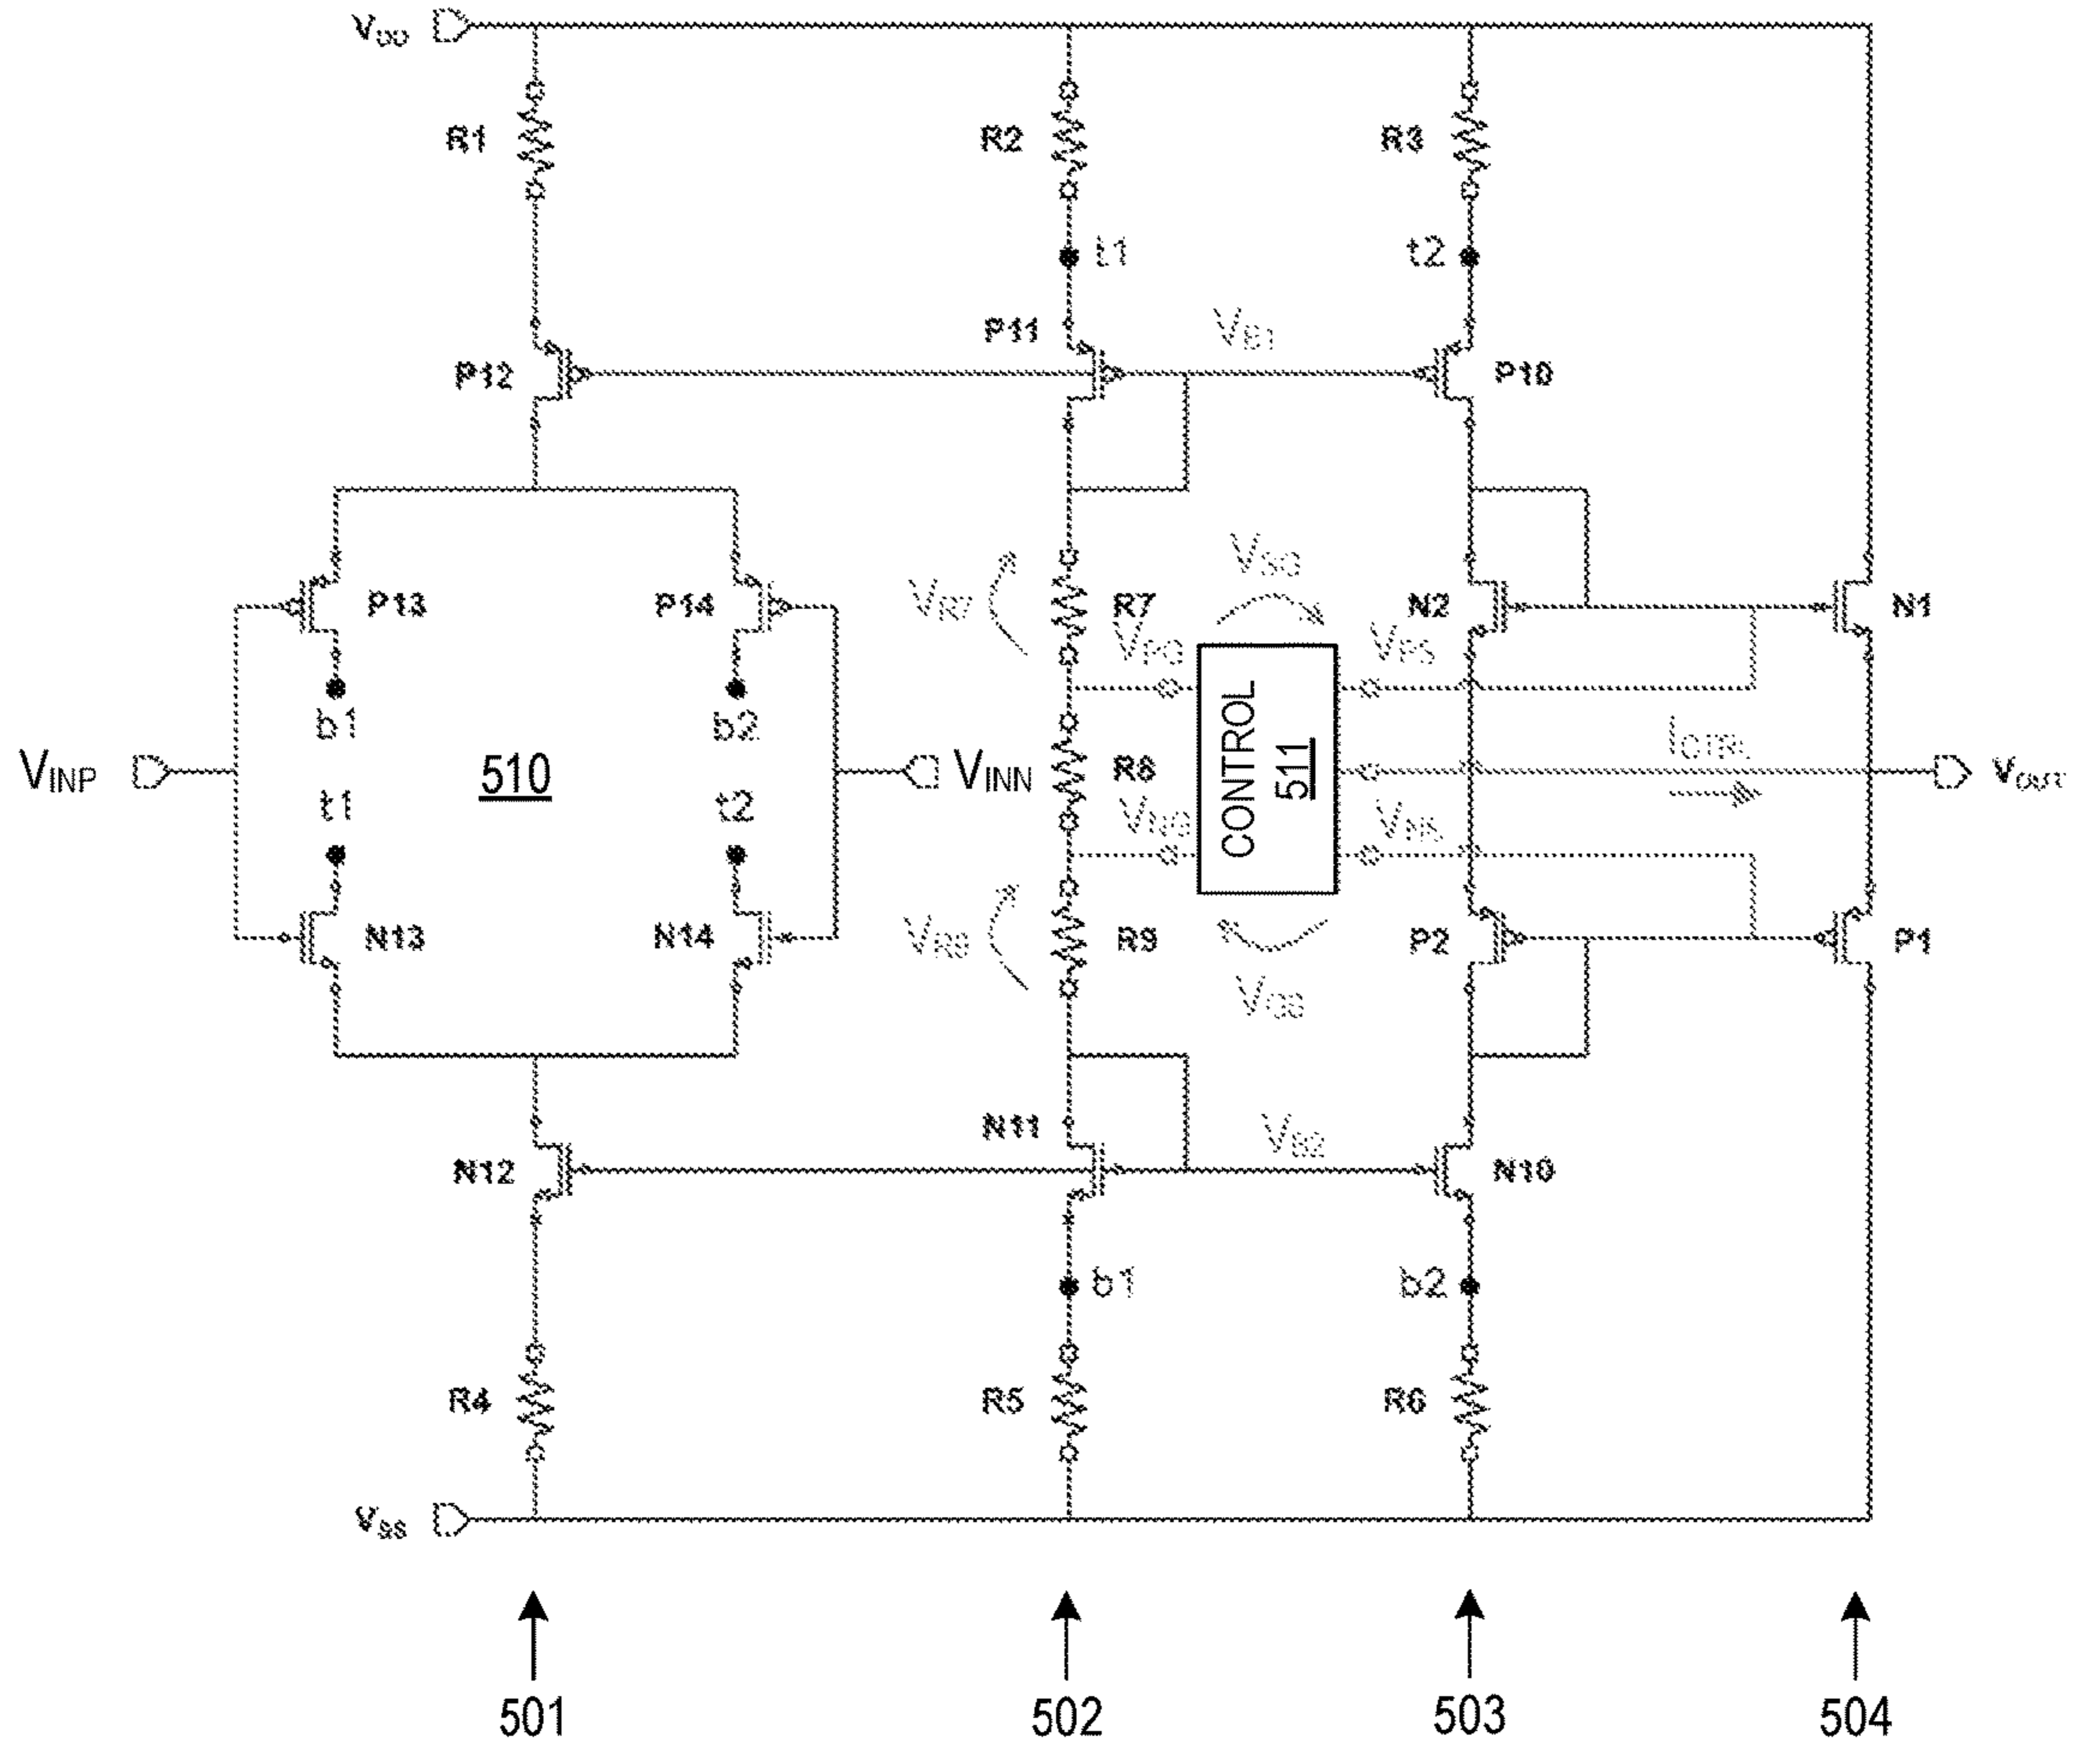 VDD
R1
R2
R3
t1
t2
P11
VB1
P12
P10
VSG
VR7
P13
P14
R7
N2
N1
VPG
VPS
b1
b2
ICTRL
VINP
510
VINN
R8
CONTROL
511
VOUT
t1
t2
VNG
VNS
VR9
N13
N14
R9
P2
P1
VGS
N11
VB2
N12
N10
b1
b2
R4
R5
R6
VSS
501
502
503
504